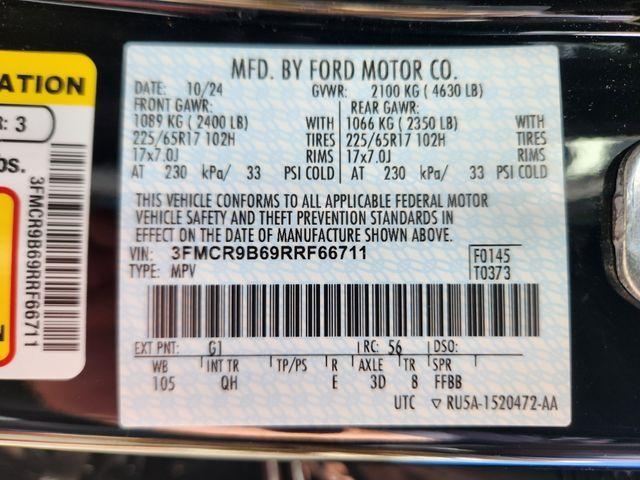 ATION
R: 3
bs.
3FMCR9B69RRF66711
N
MFD. BY FORD MOTOR CO.
DATE: 10/24 GVWR: 2100 KG ( 4630 LB)
FRONT GAWR: REAR GAWR:
1089 KG ( 2400 LB) WITH 1066 KG ( 2350 LB) WITH
225/65R17 102H TIRES 225/65R17 102H TIRES
17x7.0J RIMS 17x7.0J RIMS
AT 230 kPa/ 33 PSI COLD AT 230 kPa/ 33 PSI COLD
THIS VEHICLE CONFORMS TO ALL APPLICABLE FEDERAL MOTOR
VEHICLE SAFETY AND THEFT PREVENTION STANDARDS IN
EFFECT ON THE DATE OF MANUFACTURE SHOWN ABOVE.
VIN: 3FMCR9B69RRF66711 F0145
TYPE: MPV T0373
EXT PNT: G1 RC: 56 DSO:
WB INT TR TP/PS R AXLE TR SPR
105 QH E 3D 8 FFBB
UTC ▽ RU5A-1520472-AA